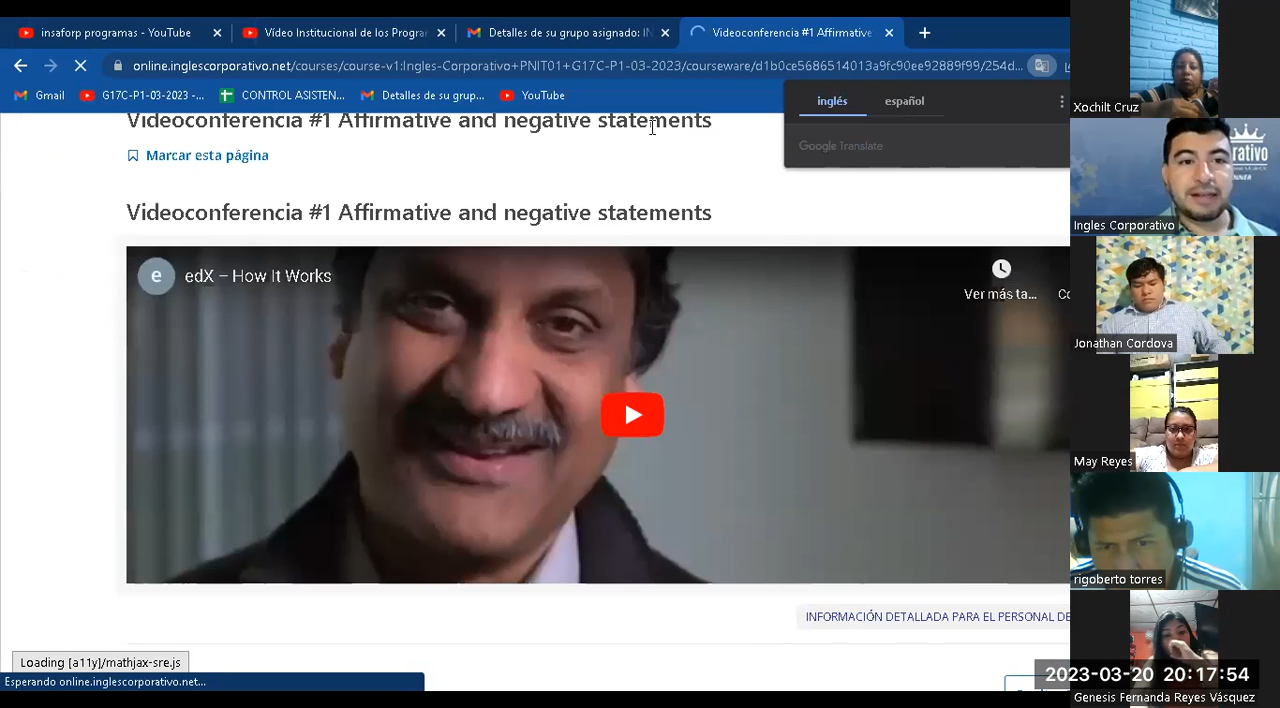 insaforp programas - YouTube
Vídeo Institucional de los Progra
Detalles de su grupo asignado: IN
Videoconferencia #1 Affirmative
online.inglescorporativo.net/courses/course-v1:Ingles-Corporativo+PNIT01+G17C-P1-03-2023/courseware/d1b0ce5686514013a9fc90ee92889f99/254d...
Gmail
G17C-P1-03-2023 -...
CONTROL ASISTEN...
Detalles de su grup...
YouTube
inglés
español
Google Translate
Videoconferencia #1 Affirmative and negative statements
Marcar esta página
Videoconferencia #1 Affirmative and negative statements
e
edX – How It Works
Ver más ta...
Co
INFORMACIÓN DETALLADA PARA EL PERSONAL DE
Loading [a11y]/mathjax-sre.js
Esperando online.inglescorporativo.net...
Xochilt Cruz
rativo
NNER
Ingles Corporativo
Jonathan Cordova
May Reyes
rigoberto torres
2023-03-20 20:17:54
Genesis Fernanda Reyes Vásquez